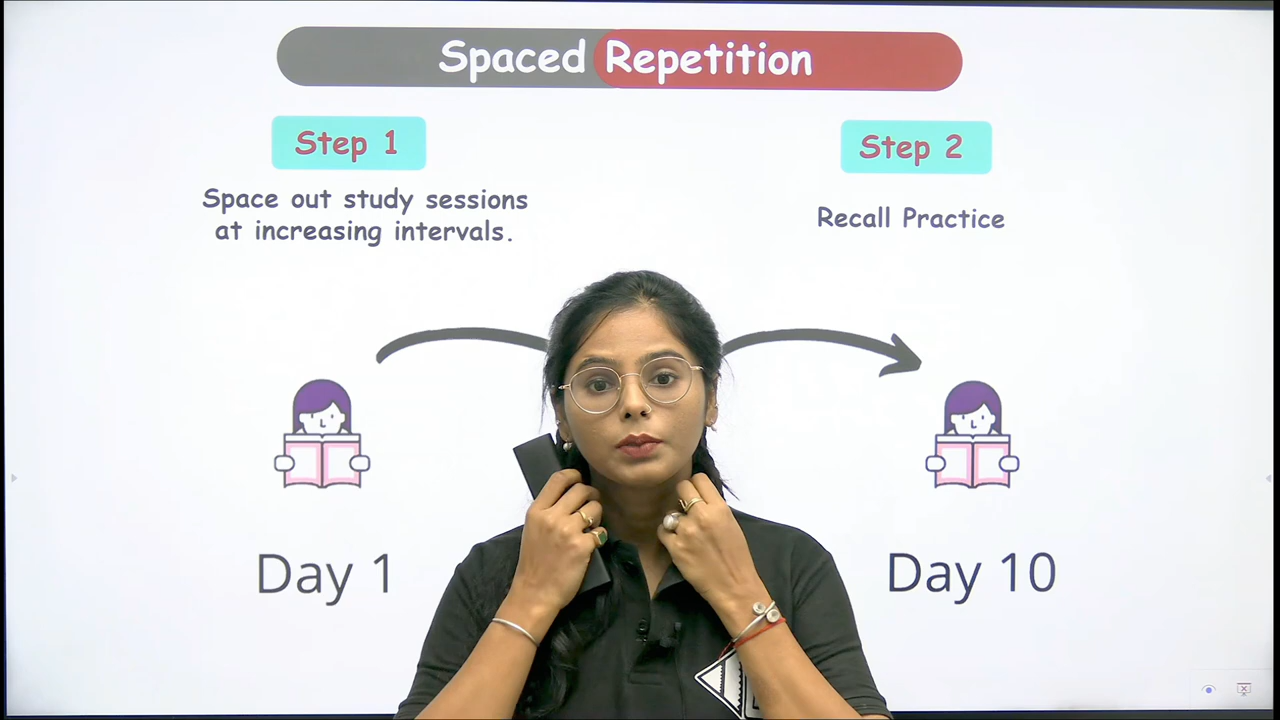 Spaced Repetition
Step 1
Space out study sessions
at increasing intervals.
Step 2
Recall Practice
Day 1
Day 10